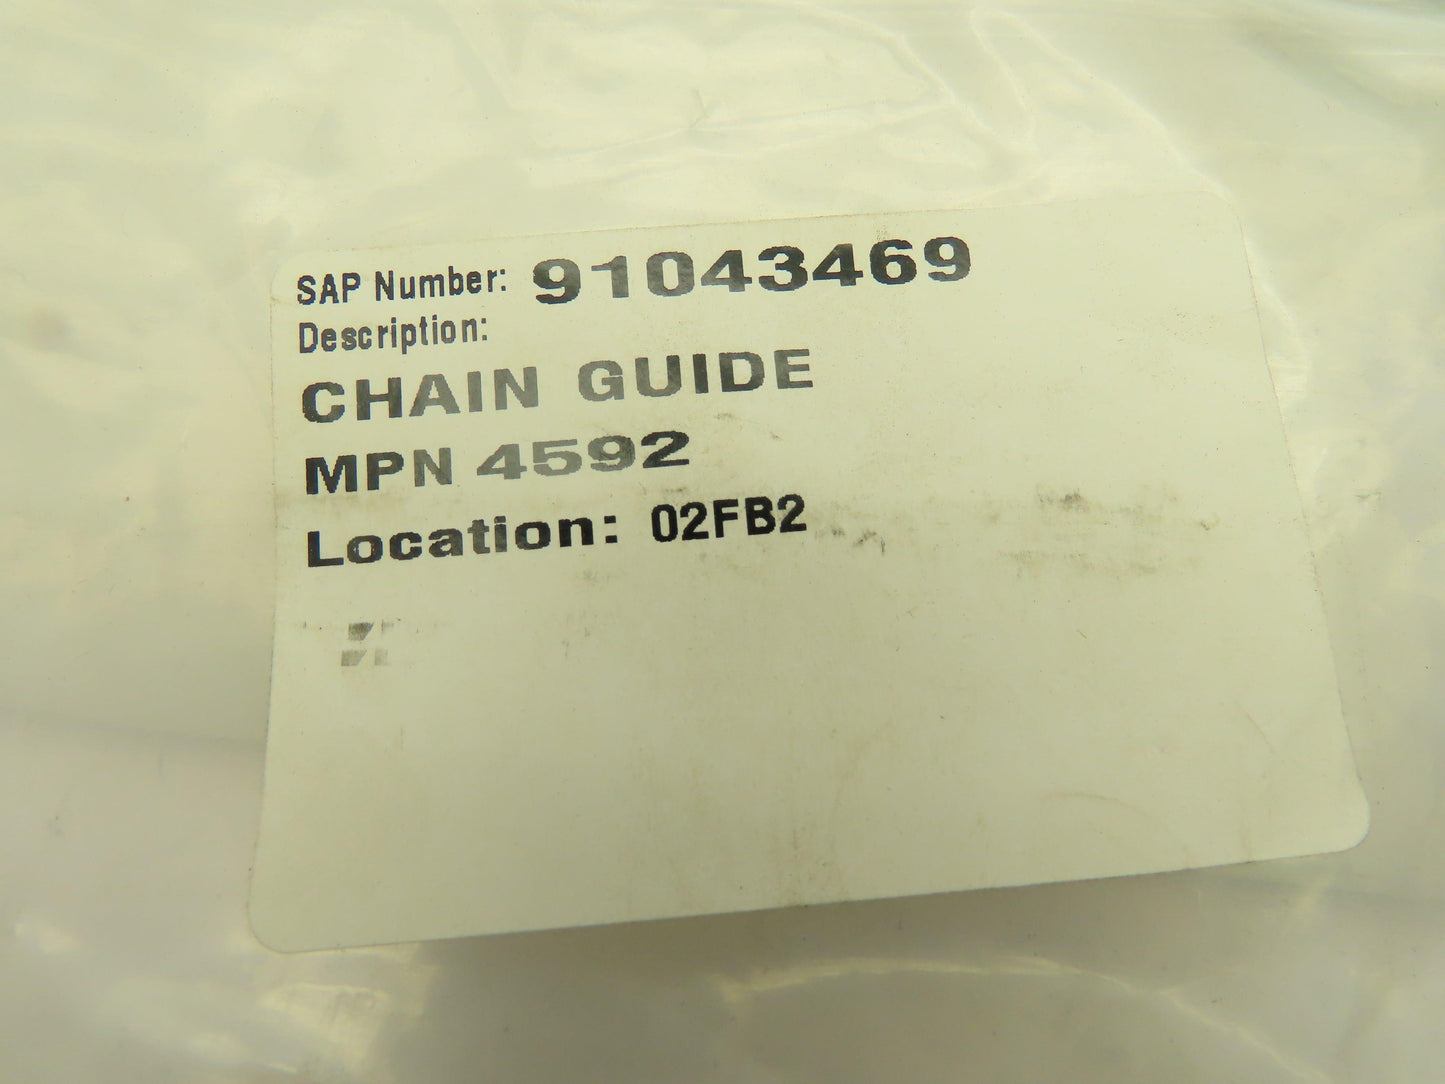 SAP Number: 91043469
Description:
CHAIN GUIDE
MPN 4592
Location: 02FB2